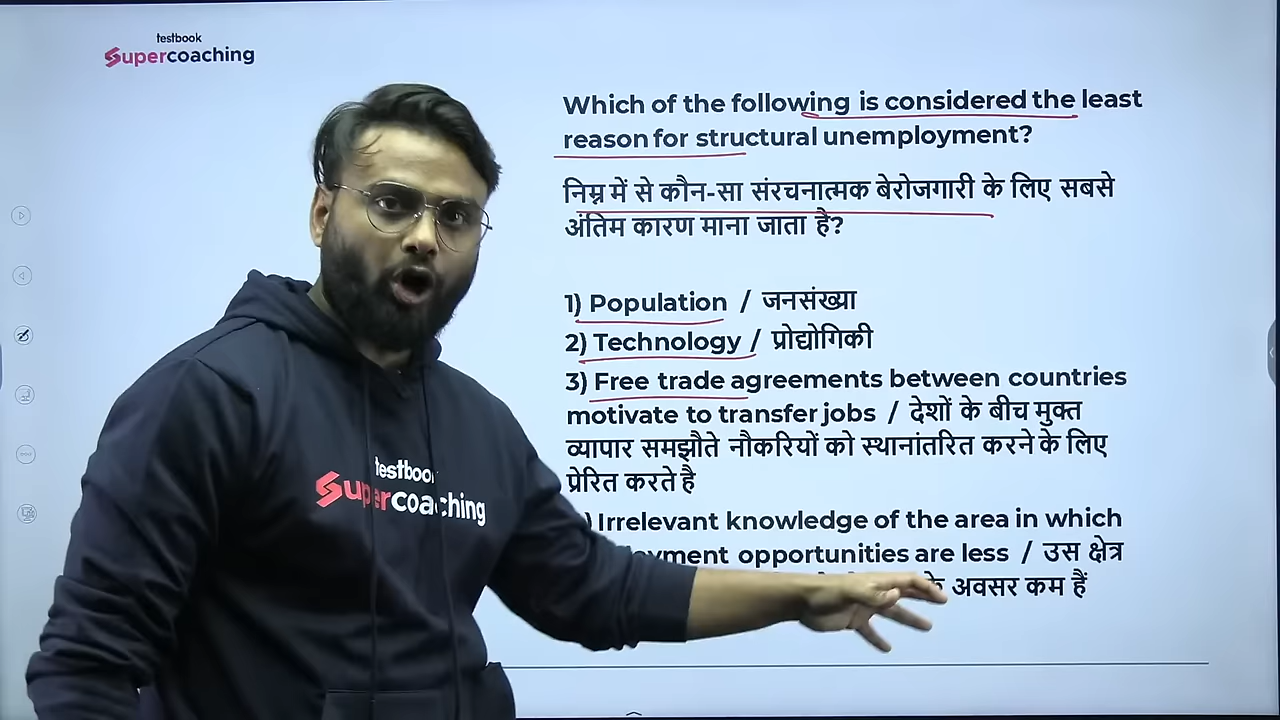 testbook
Supercoaching
Which of the following is considered the least
reason for structural unemployment?
निम्न में से कौन-सा संरचनात्मक बेरोजगारी के लिए सबसे
अंतिम कारण माना जाता है?
1) Population / जनसंख्या
2) Technology / प्रोद्योगिकी
3) Free trade agreements between countries
motivate to transfer jobs / देशों के बीच मुक्त
व्यापार समझौते नौकरियों को स्थानांतरित करने के लिए
प्रेरित करते है
) Irrelevant knowledge of the area in which
opportunities are less / उस क्षेत्र
अवसर कम हैं
testbook
Supercoaching